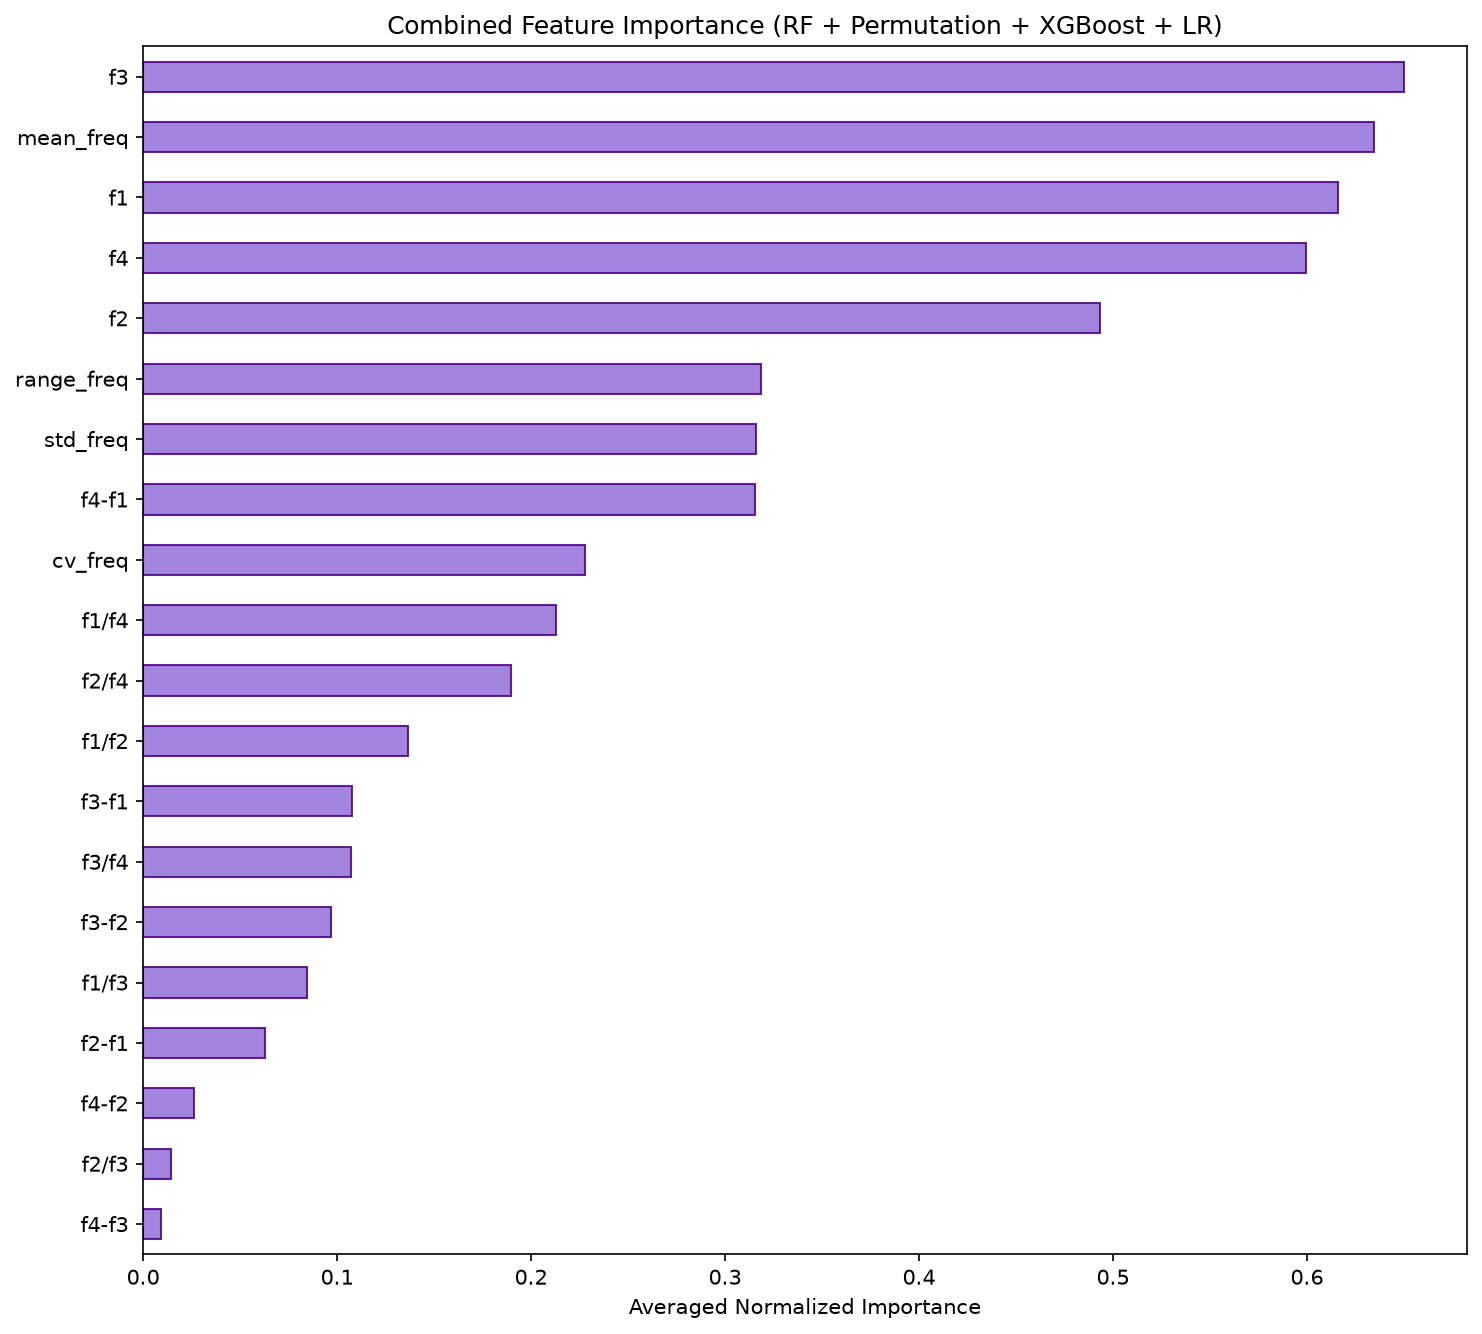 Combined Feature Importance (RF + Permutation + XGBoost + LR)
f3
mean_freq
f1
f4
f2
range_freq
std_freq
f4-f1
cv_freq
f1/f4
f2/f4
f1/f2
f3-f1
f3/f4
f3-f2
f1/f3
f2-f1
f4-f2
f2/f3
f4-f3
0.0 0.1 0.2 0.3 0.4 0.5 0.6
Averaged Normalized Importance